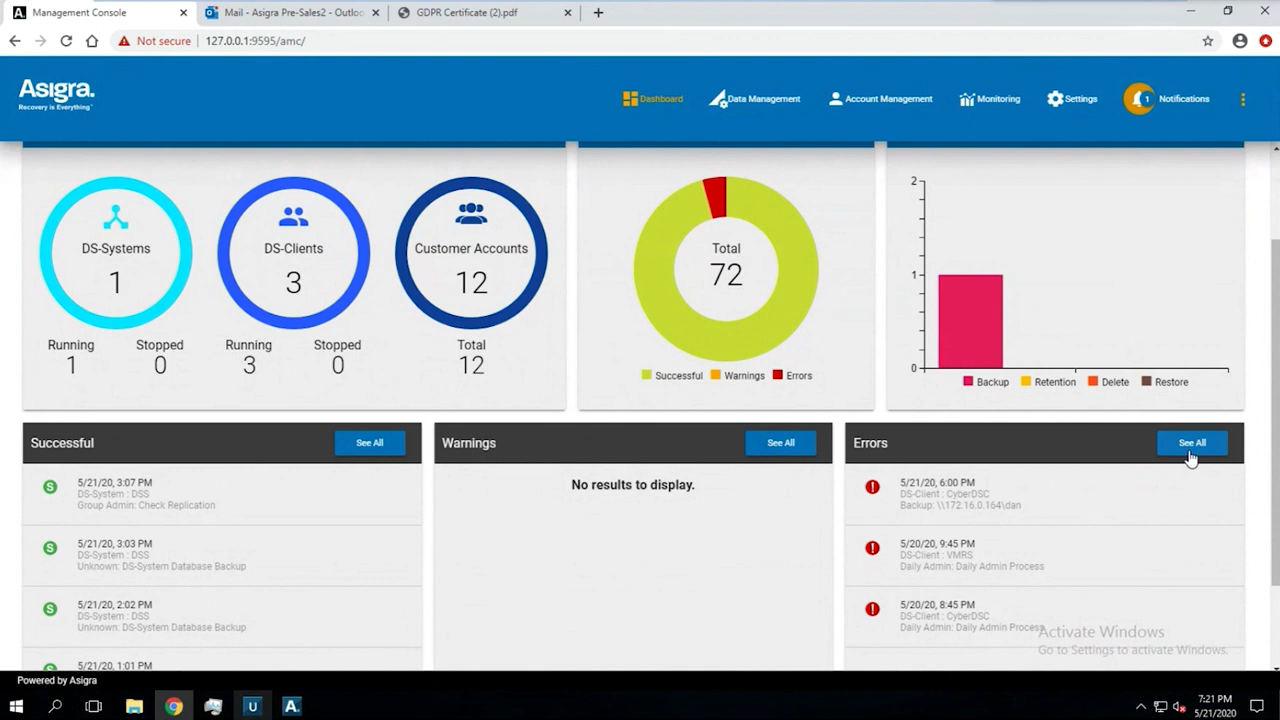 Management Console
Mail - Asigra Pre-Sales2 - Outloo
GDPR Certificate (2).pdf
Not secure
127.0.0.1:9595/amc/
Asigra.
Recovery is Everything
Dashboard
Data Management
Account Management
Monitoring
Settings
1
Notifications
DS-Systems
1
Running
1
Stopped
0
DS-Clients
3
Running
3
Stopped
0
Customer Accounts
12
Total
12
Total
72
Successful
Warnings
Errors
2
1
0
Backup
Retention
Delete
Restore
Successful
See All
5/21/20, 3:07 PM
DS-System : DSS
Group Admin: Check Replication
5/21/20, 3:03 PM
DS-System : DSS
Unknown: DS-System Database Backup
5/21/20, 2:02 PM
DS-System : DSS
Unknown: DS-System Database Backup
5/21/20, 1:01 PM
Warnings
See All
No results to display.
Errors
See All
5/21/20, 6:00 PM
DS-Client : CyberDSC
Backup: \\172.16.0.164\dan
5/20/20, 9:45 PM
DS-Client : VMRS
Daily Admin: Daily Admin Process
5/20/20, 8:45 PM
DS-Client : CyberDSC
Daily Admin: Daily Admin Process
Activate Windows
Go to Settings to activate Windows.
Powered by Asigra
7:21 PM
5/21/2020